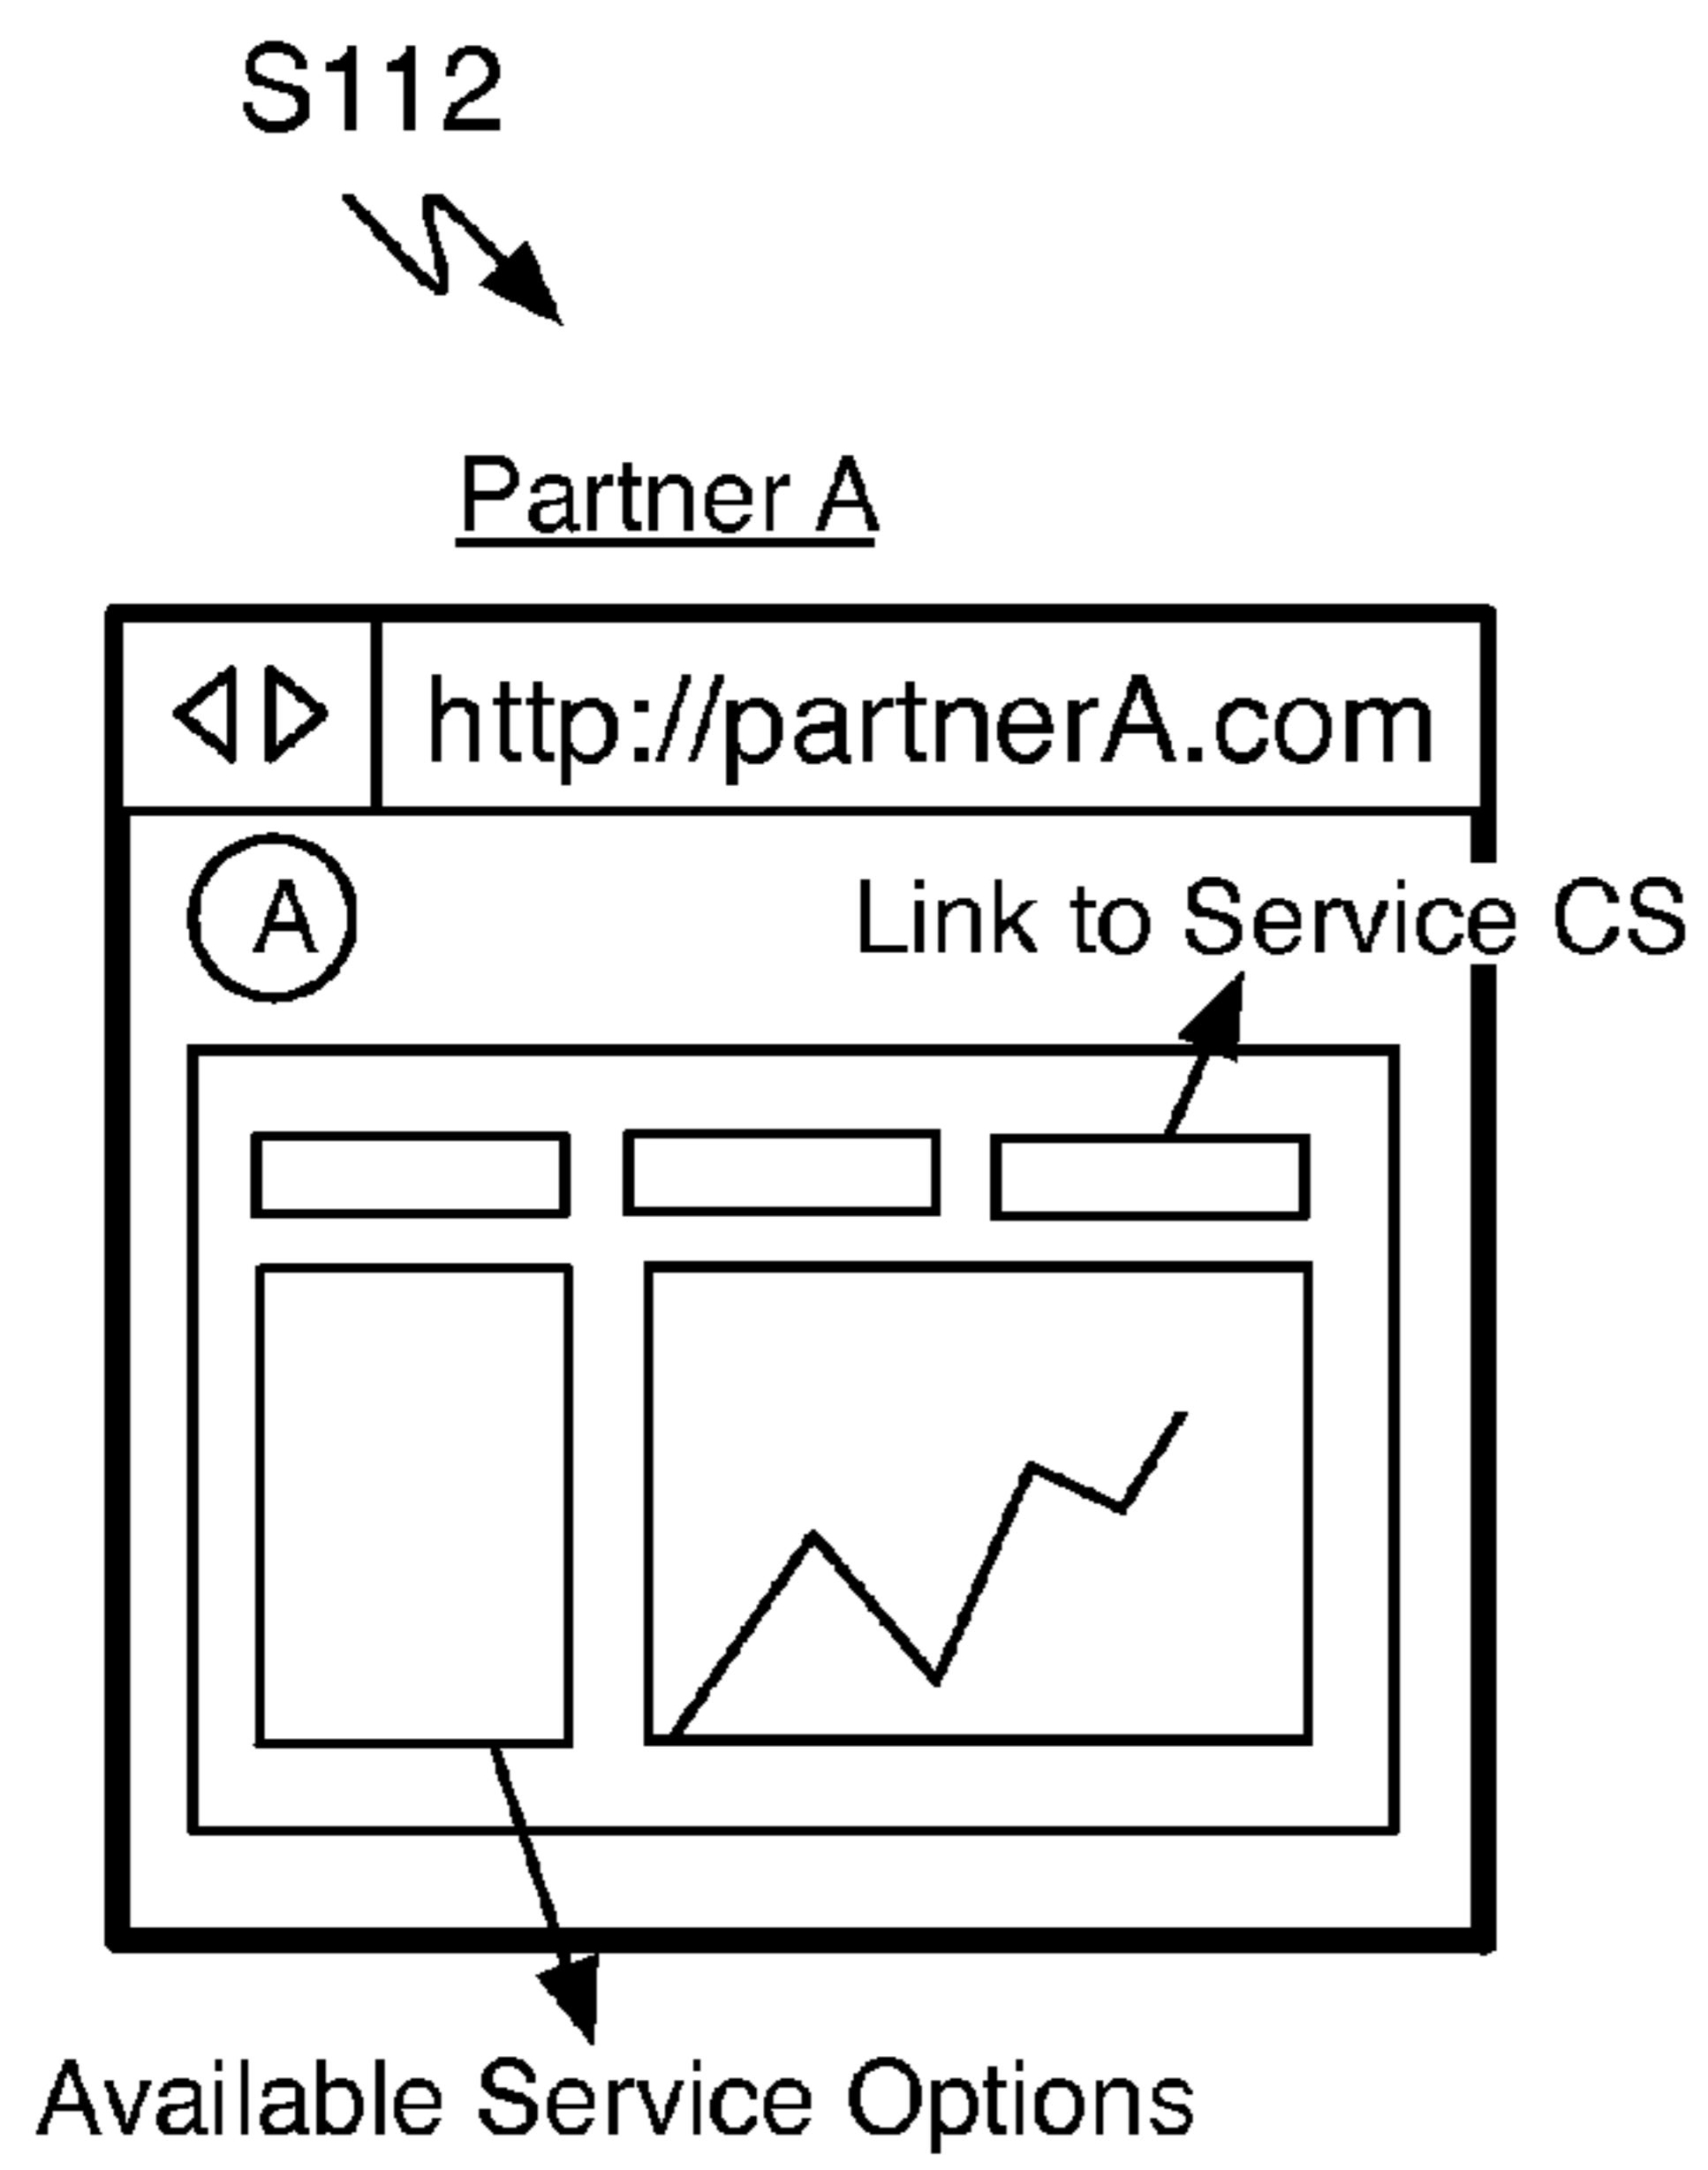 S112
Partner A
http://partnerA.com
A
Link to Service CS
Available Service Options